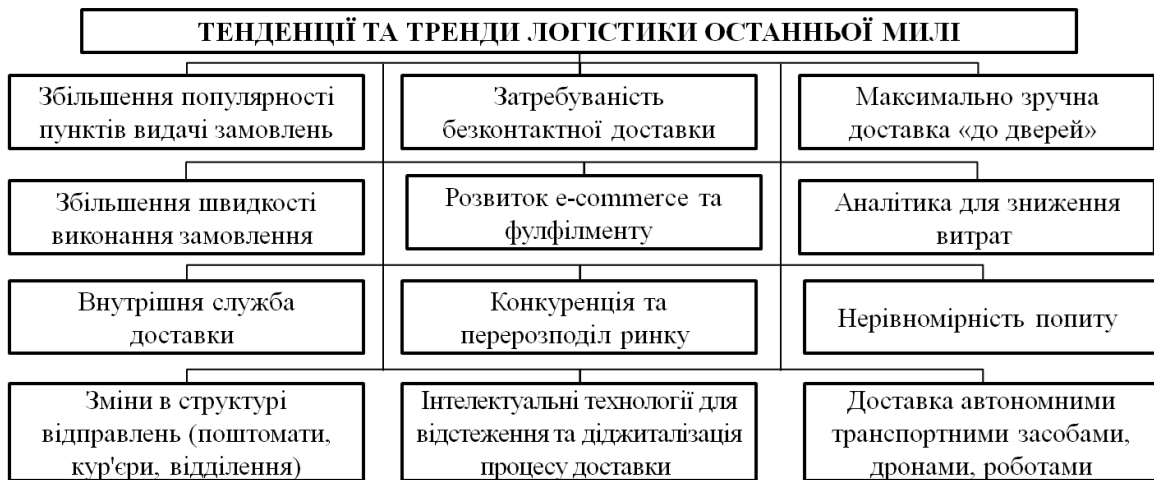 ТЕНДЕНЦІЇ ТА ТРЕНДИ ЛОГІСТИКИ ОСТАННЬОЇ МИЛІ
Збільшення популярності
пунктів видачі замовлень
Затребуваність
безконтактної доставки
Максимально зручна
доставка «до дверей»
Збільшення швидкості
виконання замовлення
Розвиток e-commerce та
фулфілменту
Аналітика для зниження
витрат
Внутрішня служба
доставки
Конкуренція та
перерозподіл ринку
Нерівномірність попиту
Зміни в структурі
відправлень (поштомати,
кур'єри, відділення)
Інтелектуальні технології для
відстеження та діджиталізація
процесу доставки
Доставка автономними
транспортними засобами,
дронами, роботами